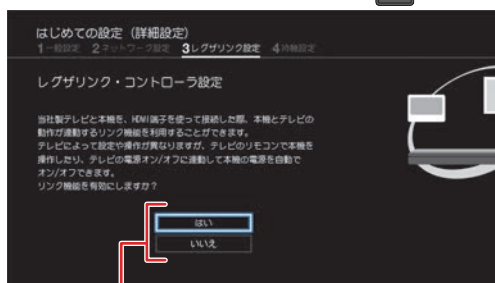 はじめての設定（詳細設定）
1一般設定 2ネットワーク設定 3レグザリンク設定 4待機設定
レグザリンク・コントローラ設定
当社製テレビと本機を、HDMI端子を使って接続した際、本機とテレビの
動作が連動するリンク機能を利用することができます。
テレビによって設定や操作が異なりますが、テレビのリモコンで本機を
操作したり、テレビの電源オン/オフに連動して本機の電源を自動で
オン/オフできます。
リンク機能を有効にしますか？
はい
いいえ